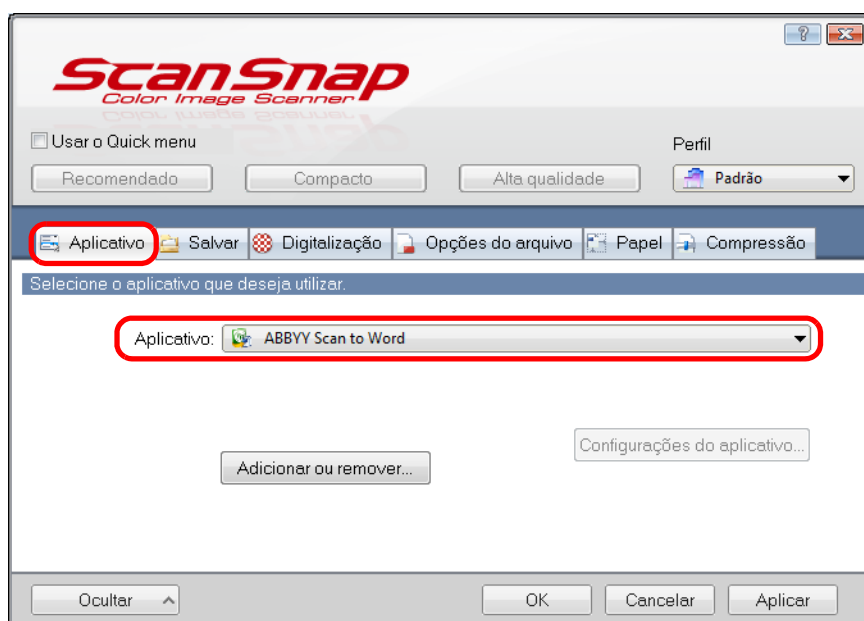 ?
ScanSnap
Color Image Scanner
Usar o Quick menu
Perfil
Recomendado Compacto Alta qualidade Padrão
Aplicativo Salvar Digitalização Opções do arquivo Papel Compressão
Selecione o aplicativo que deseja utilizar.
Aplicativo: ABBYY Scan to Word
Configurações do aplicativo...
Adicionar ou remover...
Ocultar OK Cancelar Aplicar